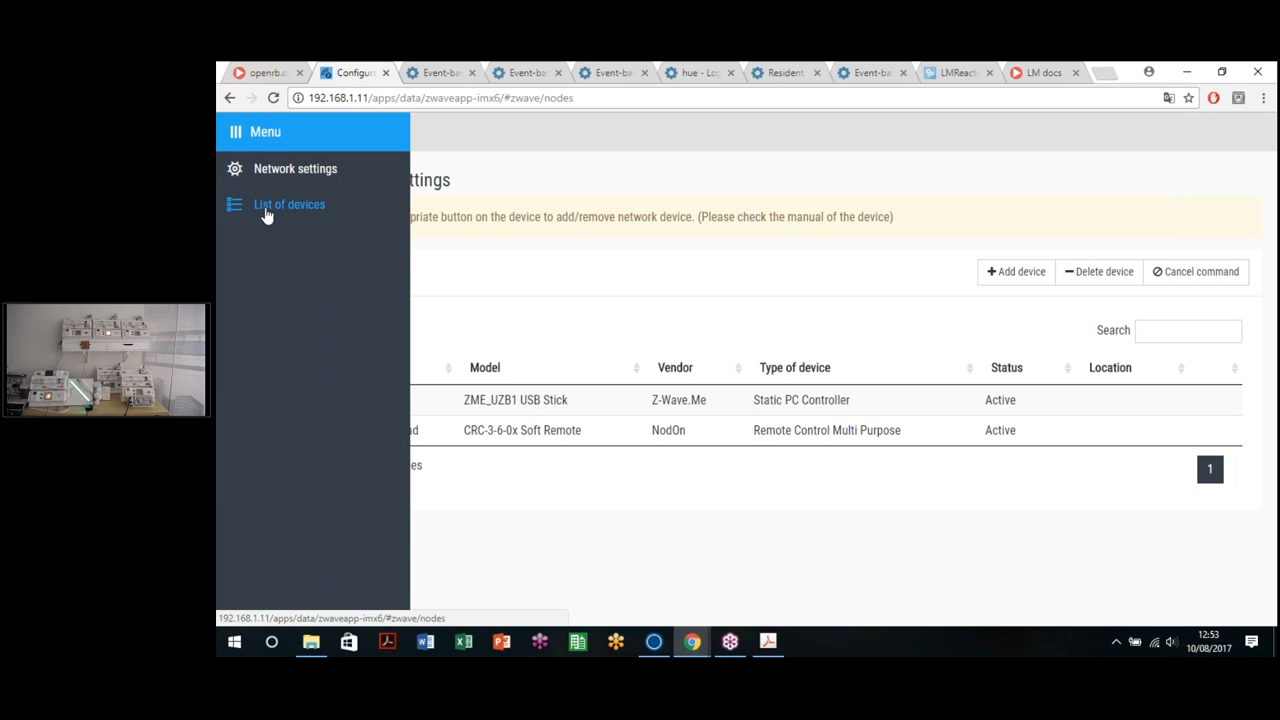 openrb.c
Configura
Event-ba
Event-ba
Event-ba
hue - Log
Resident
Event-ba
LMReact
LM docs
192.168.1.11/apps/data/zwaveapp-imx6/#zwave/nodes
Menu
Network settings
List of devices
ttings
priate button on the device to add/remove network device. (Please check the manual of the device)
Add device
Delete device
Cancel command
Search
Model Vendor Type of device Status Location
ZME_UZB1 USB Stick Z-Wave.Me Static PC Controller Active
d CRC-3-6-0x Soft Remote NodOn Remote Control Multi Purpose Active
es
1
192.168.1.11/apps/data/zwaveapp-imx6/#zwave/nodes
12:53
10/08/2017